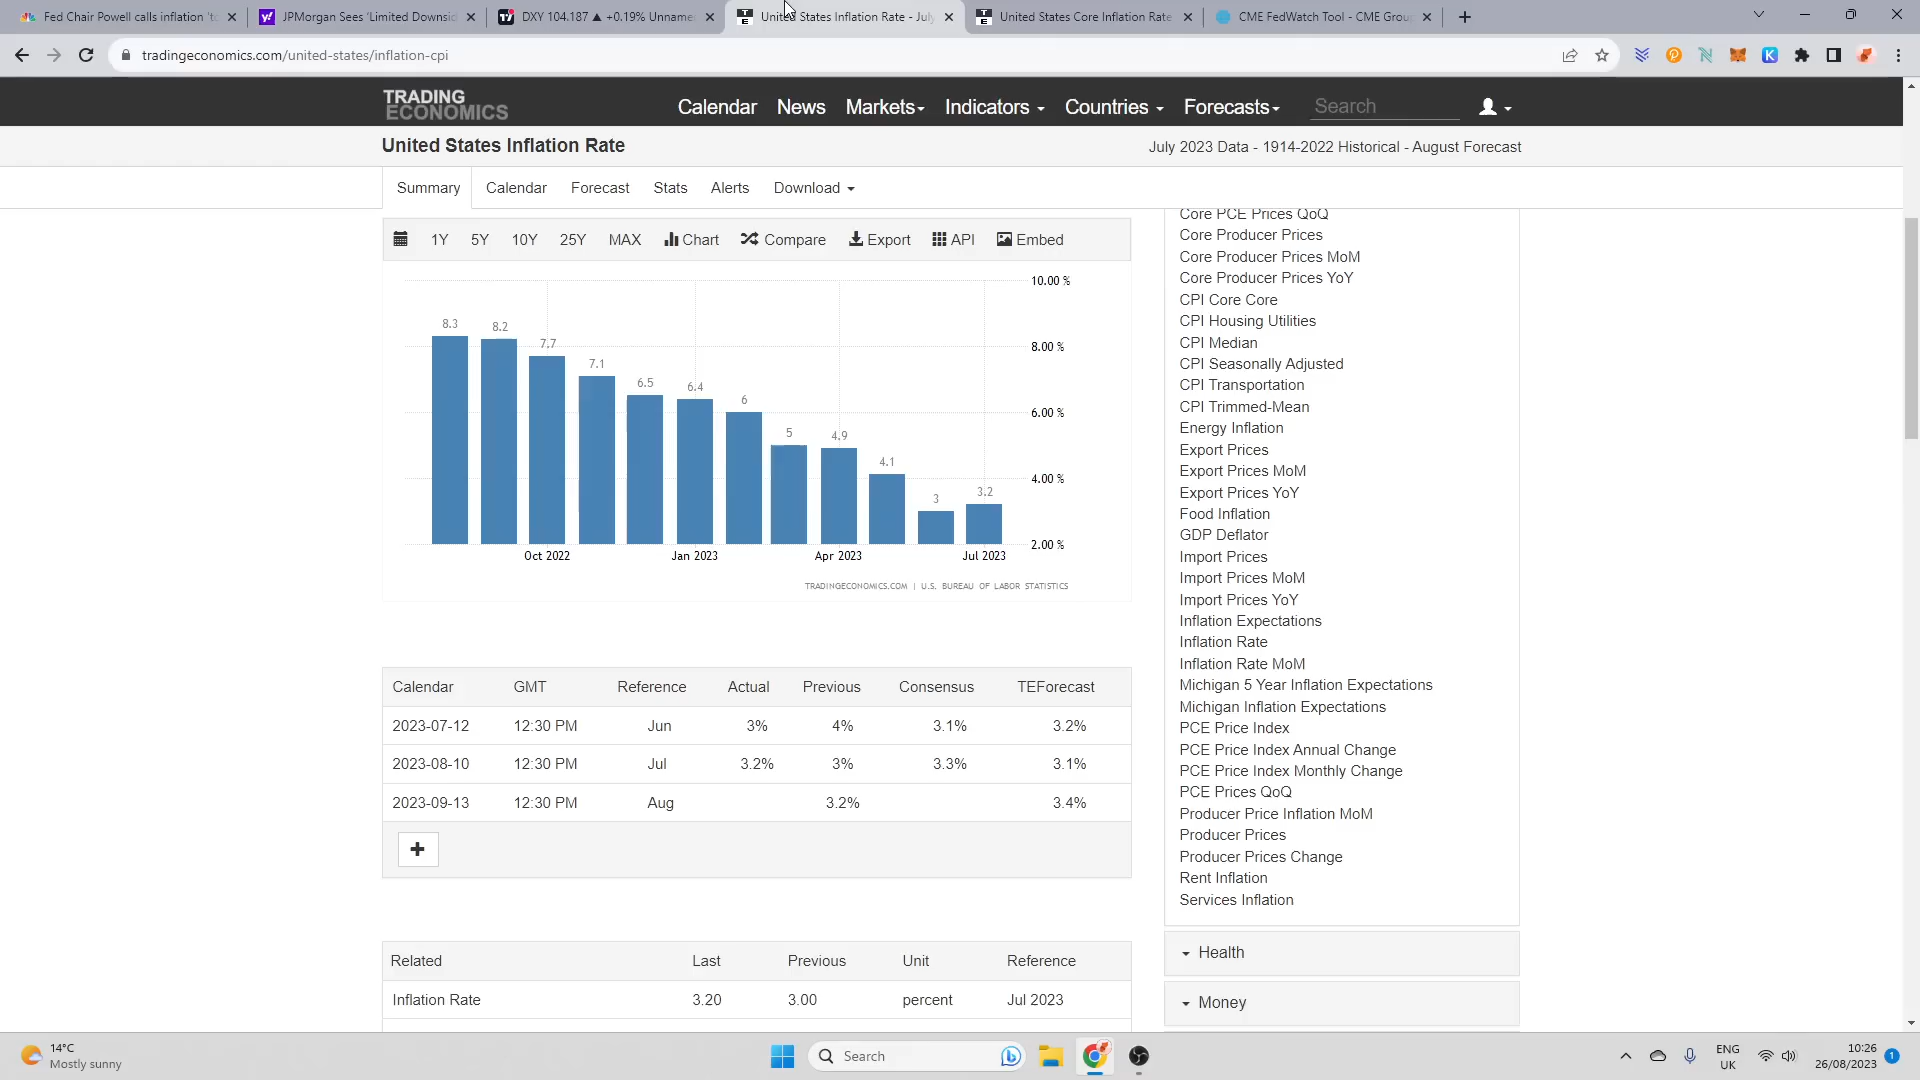 Fed Chair Powell calls inflation 'to
JPMorgan Sees 'Limited Downsid
DXY 104.187 ▲ +0.19% Unname
United States Inflation Rate - July
United States Core Inflation Rate
CME FedWatch Tool - CME Group
tradingeconomics.com/united-states/inflation-cpi
TRADING ECONOMICS
Calendar News Markets Indicators Countries Forecasts Search
United States Inflation Rate
July 2023 Data - 1914-2022 Historical - August Forecast
Summary Calendar Forecast Stats Alerts Download
1Y 5Y 10Y 25Y MAX Chart Compare Export API Embed
10.00 %
8.00 %
6.00 %
4.00 %
2.00 %
8.3 8.2 7.7 7.1 6.5 6.4 6 5 4.9 4.1 3 3.2
Oct 2022 Jan 2023 Apr 2023 Jul 2023
TRADINGECONOMICS.COM | U.S. BUREAU OF LABOR STATISTICS
Calendar GMT Reference Actual Previous Consensus TEForecast
2023-07-12 12:30 PM Jun 3% 4% 3.1% 3.2%
2023-08-10 12:30 PM Jul 3.2% 3% 3.3% 3.1%
2023-09-13 12:30 PM Aug 3.2% 3.4%
+
Related Last Previous Unit Reference
Inflation Rate 3.20 3.00 percent Jul 2023
Core PCE Prices QoQ
Core Producer Prices
Core Producer Prices MoM
Core Producer Prices YoY
CPI Core Core
CPI Housing Utilities
CPI Median
CPI Seasonally Adjusted
CPI Transportation
CPI Trimmed-Mean
Energy Inflation
Export Prices
Export Prices MoM
Export Prices YoY
Food Inflation
GDP Deflator
Import Prices
Import Prices MoM
Import Prices YoY
Inflation Expectations
Inflation Rate
Inflation Rate MoM
Michigan 5 Year Inflation Expectations
Michigan Inflation Expectations
PCE Price Index
PCE Price Index Annual Change
PCE Price Index Monthly Change
PCE Prices QoQ
Producer Price Inflation MoM
Producer Prices
Producer Prices Change
Rent Inflation
Services Inflation
Health
Money
14°C
Mostly sunny
Search
ENG
UK
10:26
26/08/2023
1